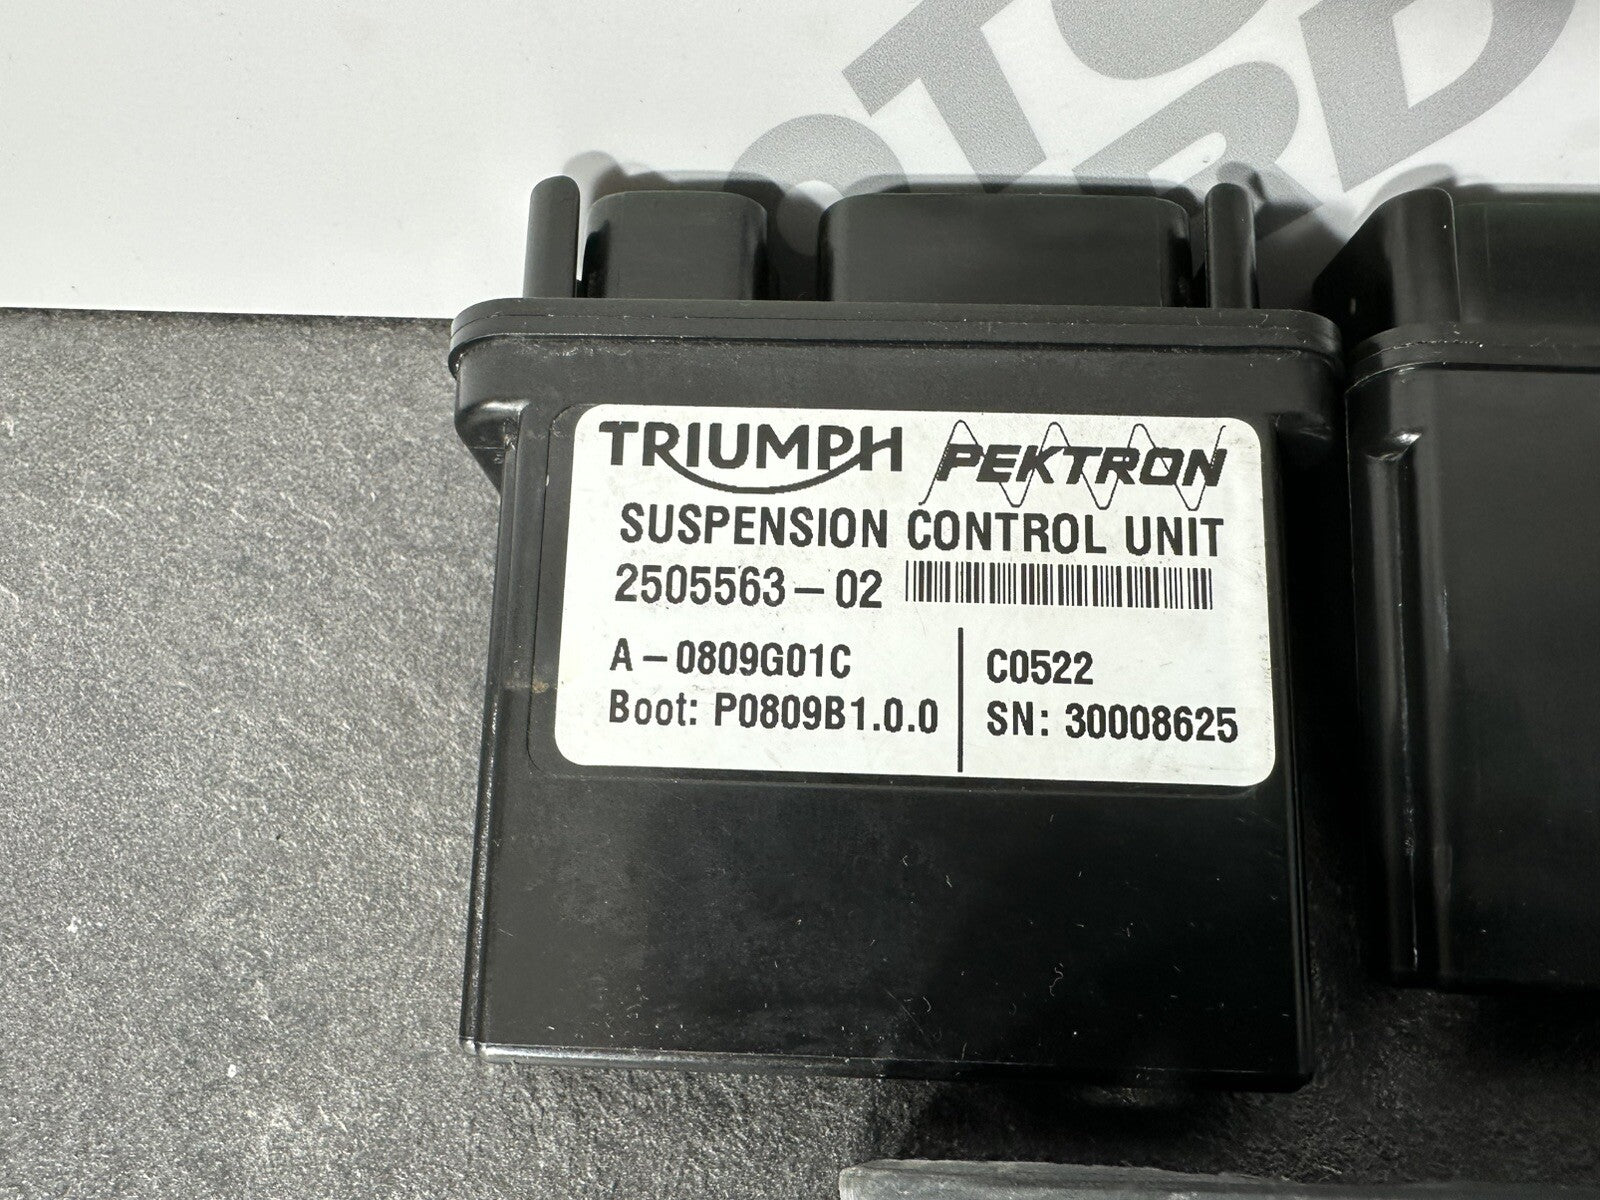 TRIUMPH PEKTRON
SUSPENSION CONTROL UNIT
2505563-02
A-0809G01C
Boot: P0809B1.0.0
C0522
SN: 30008625